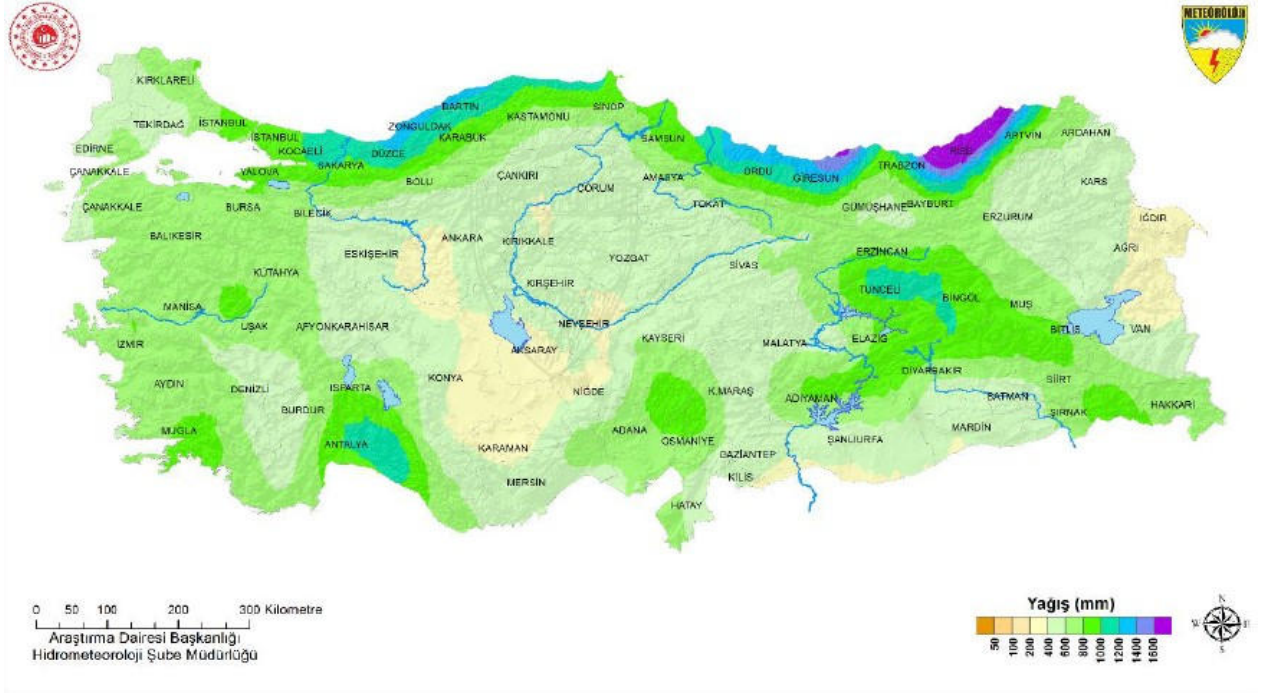 METEOROLOJİ
KIRKLARELİ
TEKİRDAĞ
İSTANBUL
EDİRNE
İSTANBUL
KOCAELİ
ÇANAKKALE
YALOVA
SAKARYA
DÜZCE
ZONGULDAK
BARTIN
KARABÜK
KASTAMONU
SİNOP
SAMSUN
ORDU
GİRESUN
TRABZON
RİZE
ARTVİN
ARDAHAN
ÇANAKKALE
BURSA
BİLECİK
BOLU
ÇANKIRI
ÇORUM
AMASYA
TOKAT
GÜMÜŞHANE
BAYBURT
ERZURUM
KARS
IĞDIR
BALIKESİR
KÜTAHYA
ESKİŞEHİR
ANKARA
KIRIKKALE
YOZGAT
SİVAS
ERZİNCAN
AĞRI
MANİSA
UŞAK
AFYONKARAHİSAR
KIRŞEHİR
NEVŞEHİR
KAYSERİ
MALATYA
ELAZIĞ
TUNCELİ
BİNGÖL
MUŞ
BİTLİS
VAN
İZMİR
AYDIN
DENİZLİ
ISPARTA
BURDUR
KONYA
AKSARAY
NİĞDE
K.MARAŞ
ADIYAMAN
DİYARBAKIR
BATMAN
SİİRT
ŞIRNAK
HAKKARİ
MUĞLA
ANTALYA
KARAMAN
MERSİN
ADANA
OSMANİYE
GAZİANTEP
KİLİS
HATAY
ŞANLIURFA
MARDİN
0 50 100 200 300 Kilometre
Araştırma Dairesi Başkanlığı
Hidrometeoroloji Şube Müdürlüğü
Yağış (mm)
50 100 200 400 600 800 1000 1200 1400 1600
N
W E
S